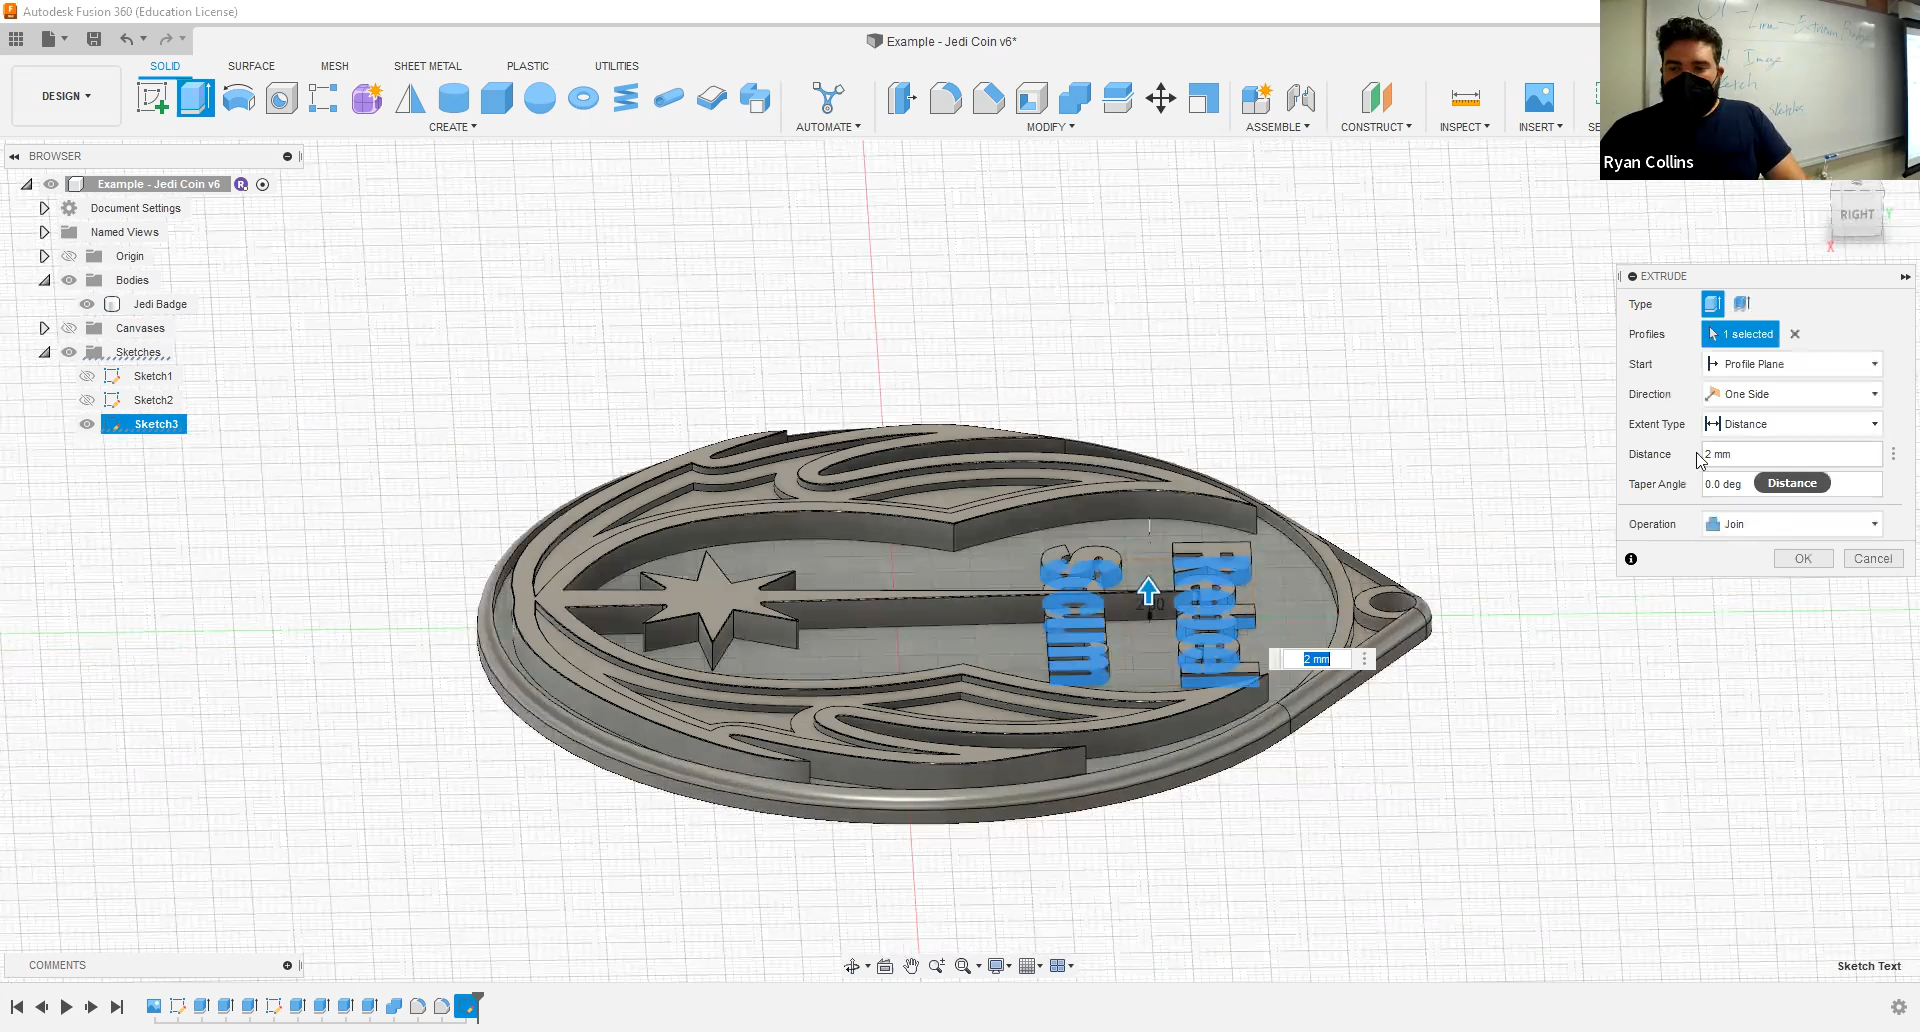 Autodesk Fusion 360 (Education License)
Example - Jedi Coin v6*
SOLID SURFACE MESH SHEET METAL PLASTIC UTILITIES
DESIGN
CREATE AUTOMATE MODIFY ASSEMBLE CONSTRUCT INSPECT INSERT SE
Image
Ryan Collins
BROWSER
Example - Jedi Coin v6
Document Settings
Named Views
Origin
Bodies
Jedi Badge
Canvases
Sketches
Sketch1
Sketch2
Sketch3
RIGHT
Y
X
EXTRUDE
Type
Profiles 1 selected
Start Profile Plane
Direction One Side
Extent Type Distance
Distance 2 mm
Taper Angle 0.0 deg
Distance
Operation Join
OK Cancel
Rebel
Scum
2 mm
COMMENTS
Sketch Text